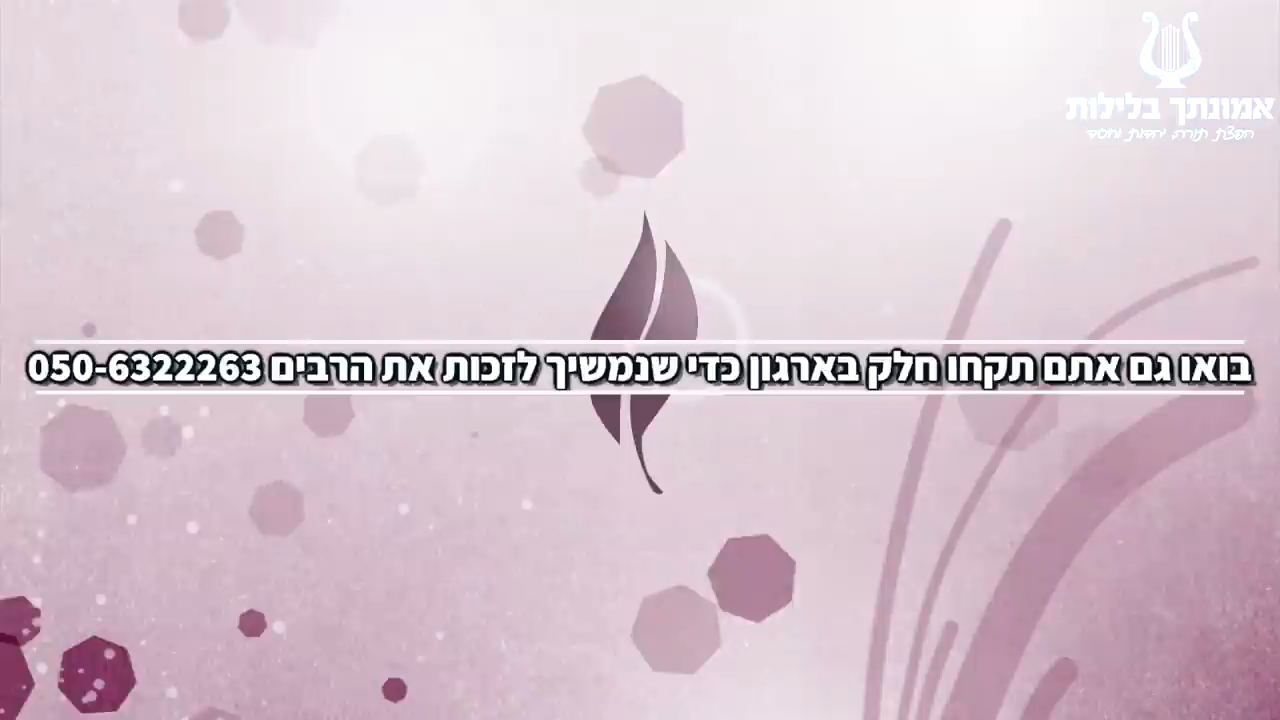 אמונתך בלילות
הפצת תורה יהדות וחסד
בואו גם אתם תקחו חלק בארגון כדי שנמשיך לזכות את הרבים 050-6322263